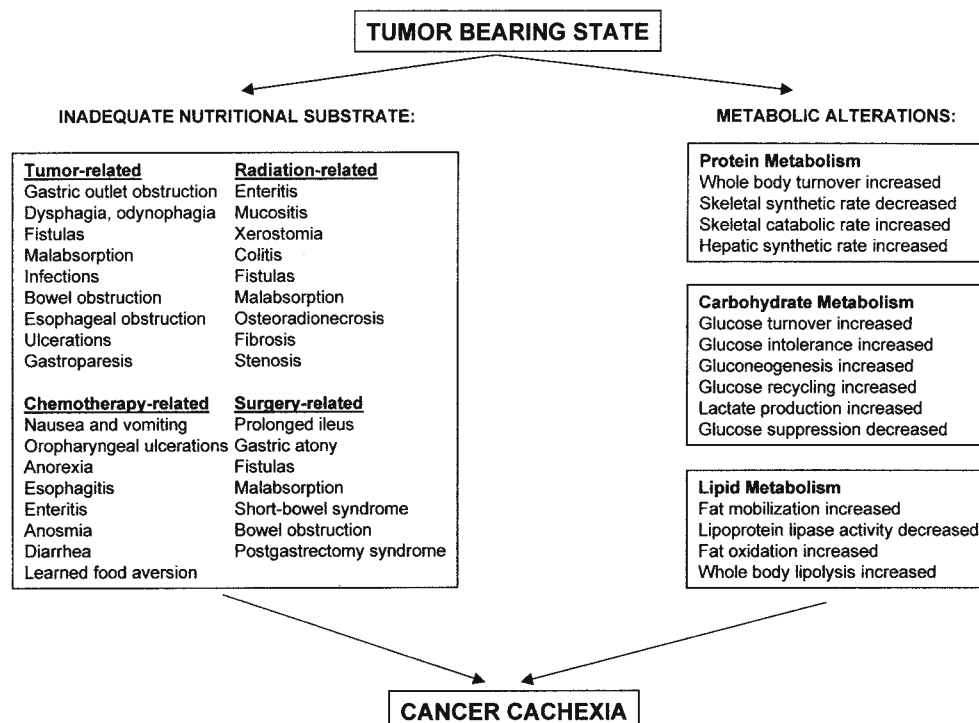 TUMOR BEARING STATE
INADEQUATE NUTRITIONAL SUBSTRATE:
Tumor-related
Gastric outlet obstruction
Dysphagia, odynophagia
Fistulas
Malabsorption
Infections
Bowel obstruction
Esophageal obstruction
Ulcerations
Gastroparesis
Radiation-related
Enteritis
Mucositis
Xerostomia
Colitis
Fistulas
Malabsorption
Osteoradionecrosis
Fibrosis
Stenosis
Chemotherapy-related
Nausea and vomiting
Oropharyngeal ulcerations
Anorexia
Esophagitis
Enteritis
Anosmia
Diarrhea
Learned food aversion
Surgery-related
Prolonged ileus
Gastric atony
Fistulas
Malabsorption
Short-bowel syndrome
Bowel obstruction
Postgastrectomy syndrome
METABOLIC ALTERATIONS:
Protein Metabolism
Whole body turnover increased
Skeletal synthetic rate decreased
Skeletal catabolic rate increased
Hepatic synthetic rate increased
Carbohydrate Metabolism
Glucose turnover increased
Glucose intolerance increased
Gluconeogenesis increased
Glucose recycling increased
Lactate production increased
Glucose suppression decreased
Lipid Metabolism
Fat mobilization increased
Lipoprotein lipase activity decreased
Fat oxidation increased
Whole body lipolysis increased
CANCER CACHEXIA